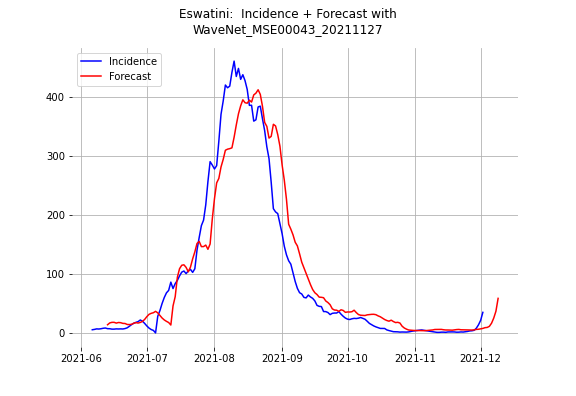 Eswatini:  Incidence + Forecast with
WaveNet_MSE00043_20211127
Incidence
Forecast
400
300
200
100
0
2021-06 2021-07 2021-08 2021-09 2021-10 2021-11 2021-12